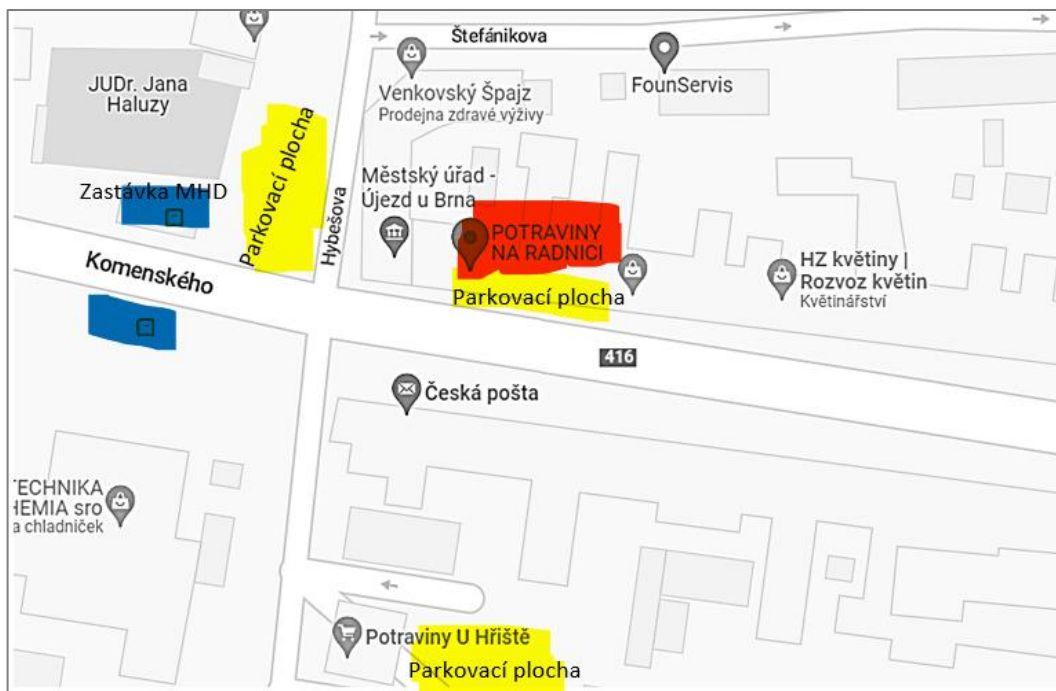 Štefánikova
JUDr. Jana
Haluzy
Venkovský Špajz
Prodejna zdravé výživy
FounServis
Parkovací plocha
Zastávka MHD
Hybešova
Městský úřad -
Újezd u Brna
POTRAVINY
NA RADNICI
Komenského
Parkovací plocha
HZ květiny |
Rozvoz květin
Květinářství
416
Česká pošta
TECHNIKA
HEMIA sro
a chladniček
Potraviny U Hřiště
Parkovací plocha